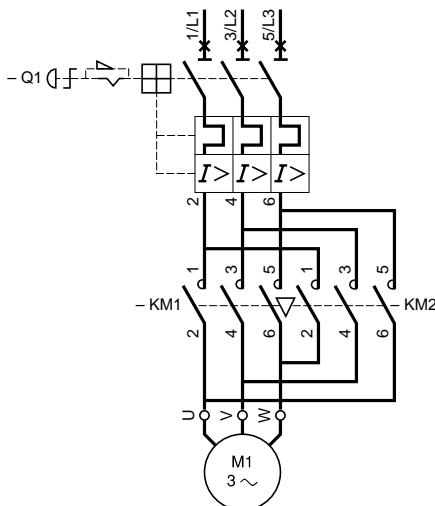 1/L1 3/L2 5/L3
– Q1
I> I> I>
2 4 6
1 3 5 1 3 5
– KM1 – KM2
2 4 6 2 4 6
U V W
M1
3 ~